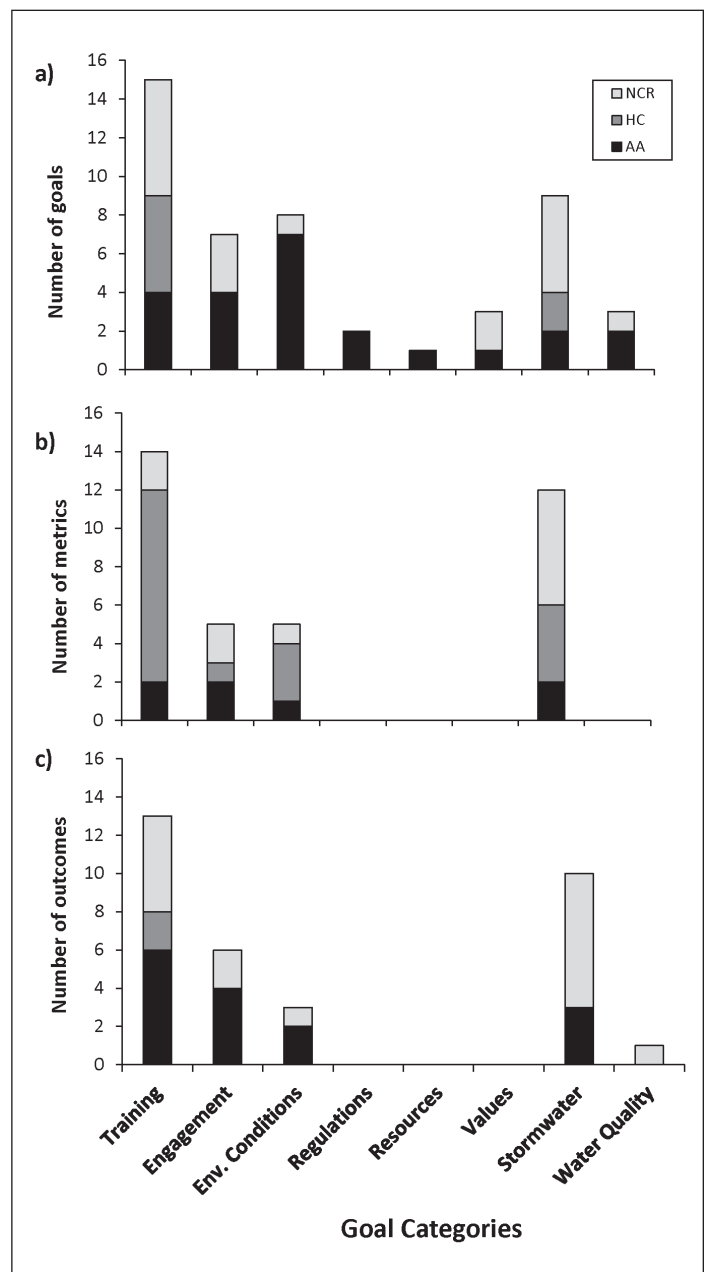 a)
NCR
HC
AA
Number of goals
16
14
12
10
8
6
4
2
0
b)
Number of metrics
16
14
12
10
8
6
4
2
0
c)
Number of outcomes
16
14
12
10
8
6
4
2
0
Training
Engagement
Env. Conditions
Regulations
Resources
Values
Stormwater
Water Quality
Goal Categories